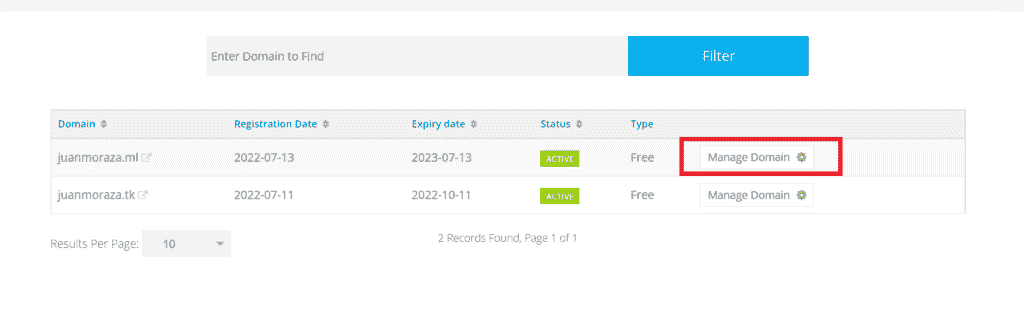 Enter Domain to Find Filter
Domain Registration Date Expiry date Status Type
juanmoraza.ml 2022-07-13 2023-07-13 ACTIVE Free Manage Domain
juanmoraza.tk 2022-07-11 2022-10-11 ACTIVE Free Manage Domain
Results Per Page: 10 2 Records Found, Page 1 of 1